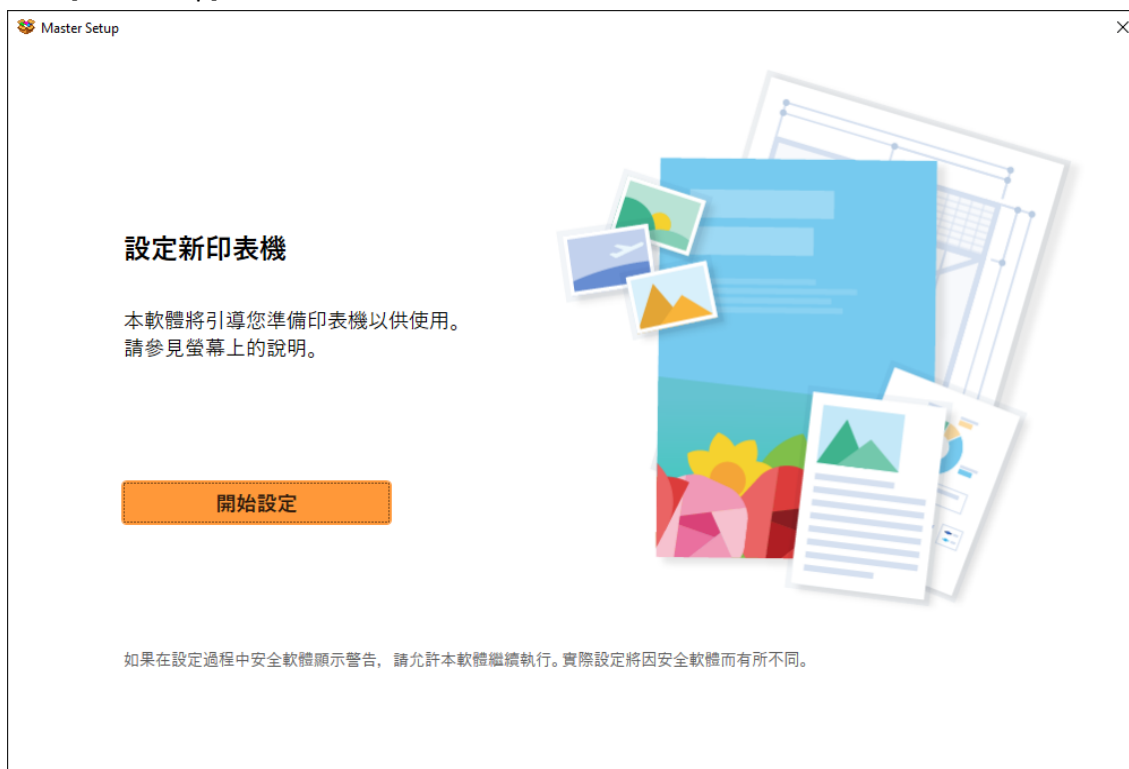 Master Setup
設定新印表機
本軟體將引導您準備印表機以供使用。
請參見螢幕上的說明。
開始設定
如果在設定過程中安全軟體顯示警告，請允許本軟體繼續執行。實際設定將因安全軟體而有所不同。